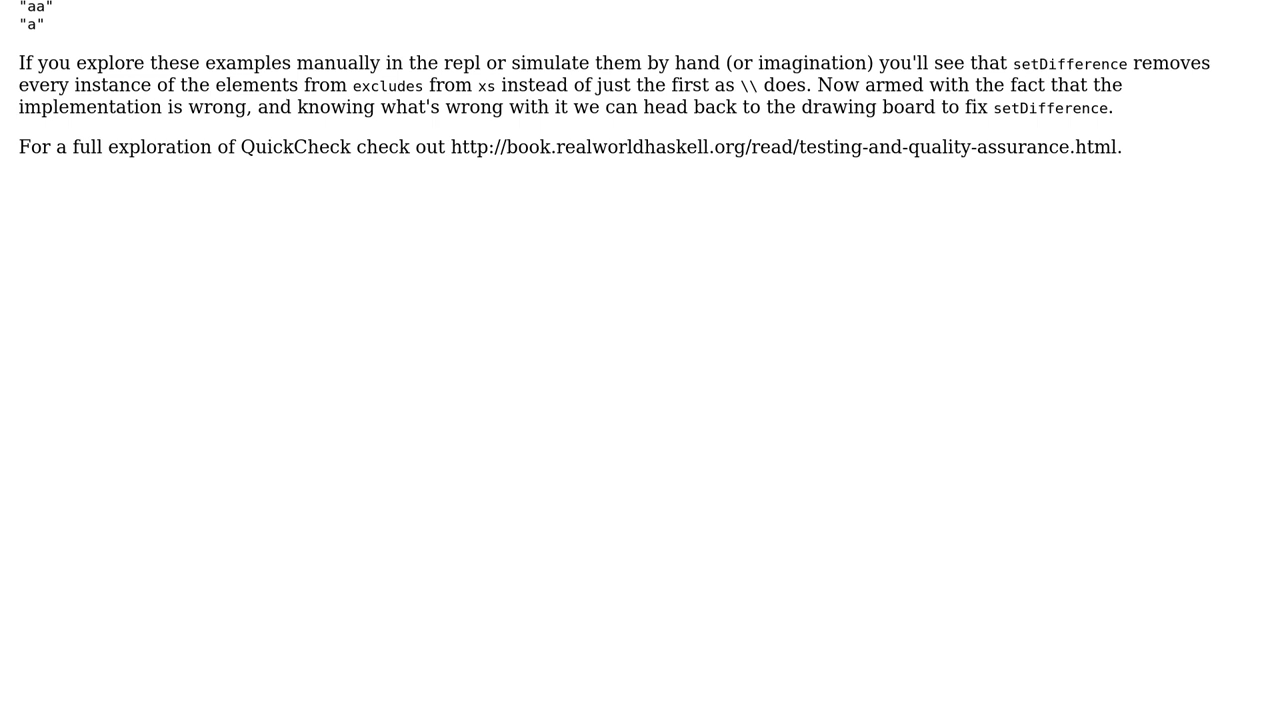 "aa"
"a"
If you explore these examples manually in the repl or simulate them by hand (or imagination) you'll see that setDifference removes
every instance of the elements from excludes from xs instead of just the first as \\ does. Now armed with the fact that the
implementation is wrong, and knowing what's wrong with it we can head back to the drawing board to fix setDifference.
For a full exploration of QuickCheck check out http://book.realworldhaskell.org/read/testing-and-quality-assurance.html.